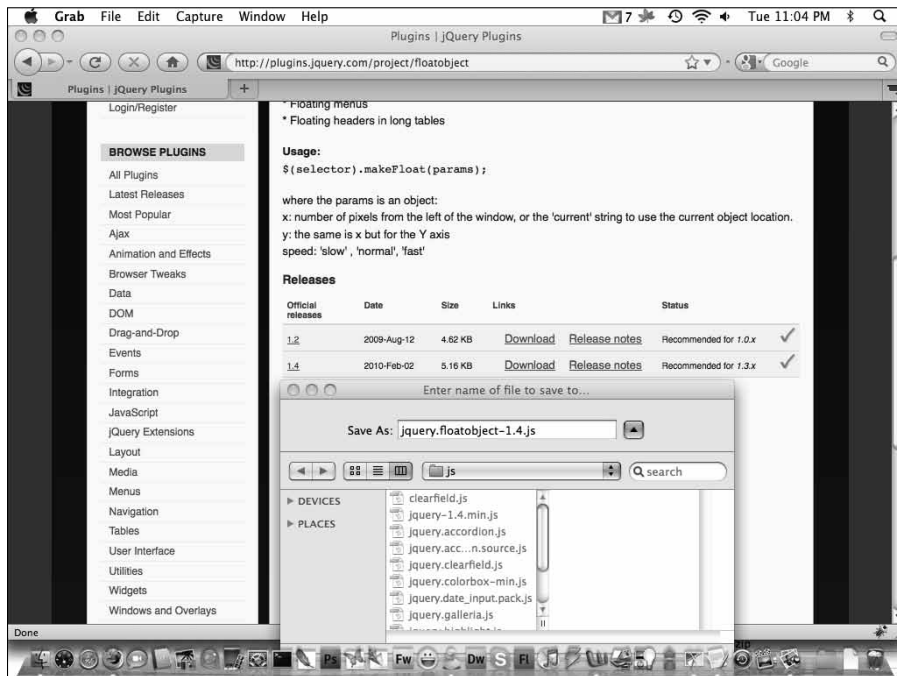 Grab File Edit Capture Window Help 7 Tue 11:04 PM
Plugins | jQuery Plugins
http://plugins.jquery.com/project/floatobject Google
Plugins | jQuery Plugins +
Login/Register
BROWSE PLUGINS
All Plugins
Latest Releases
Most Popular
Ajax
Animation and Effects
Browser Tweaks
Data
DOM
Drag-and-Drop
Events
Forms
Integration
JavaScript
jQuery Extensions
Layout
Media
Menus
Navigation
Tables
User Interface
Utilities
Widgets
Windows and Overlays
* Floating menus
* Floating headers in long tables
Usage:
$(selector).makeFloat(params);
where the params is an object:
x: number of pixels from the left of the window, or the 'current' string to use the current object location.
y: the same is x but for the Y axis
speed: 'slow' , 'normal', 'fast'
Releases
Official releases Date Size Links Status
1.2 2009-Aug-12 4.62 KB Download Release notes Recommended for 1.0.x
1.4 2010-Feb-02 5.16 KB Download Release notes Recommended for 1.3.x
Enter name of file to save to...
Save As: jquery.floatobject-1.4.js
js search
DEVICES
PLACES
clearfield.js
jquery-1.4.min.js
jquery.accordion.js
jquery.acc...n.source.js
jquery.clearfield.js
jquery.colorbox-min.js
jquery.date_input.pack.js
jquery.galleria.js
Done
Ps Fw Dw S Fl zip